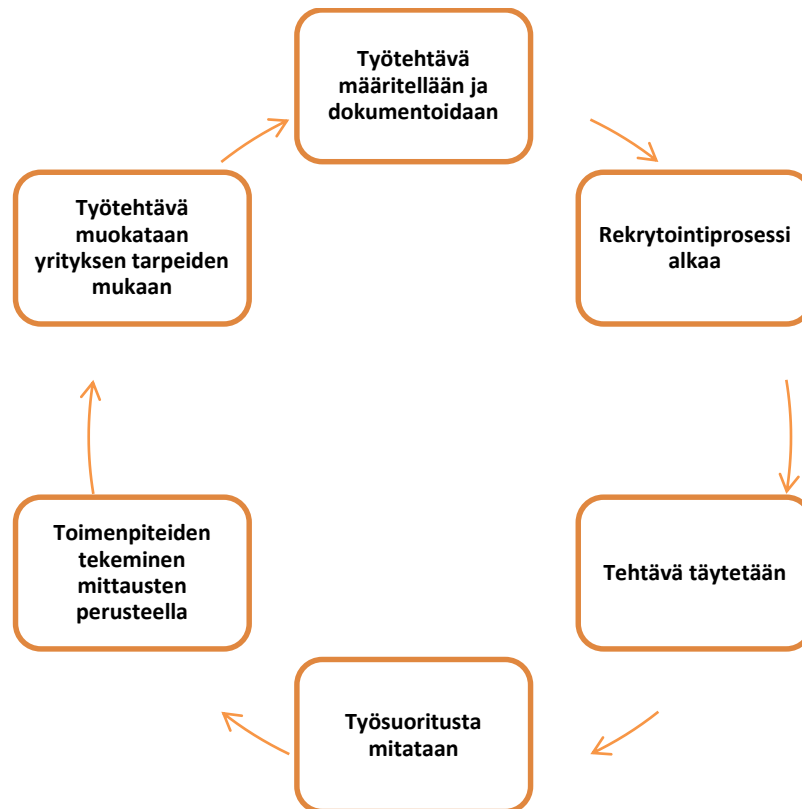 Työtehtävä
määritellään ja
dokumentoidaan
Rekrytointiprosessi
alkaa
Tehtävä täytetään
Työsuoritusta
mitataan
Toimenpiteiden
tekeminen
mittausten
perusteella
Työtehtävä
muokataan
yrityksen tarpeiden
mukaan